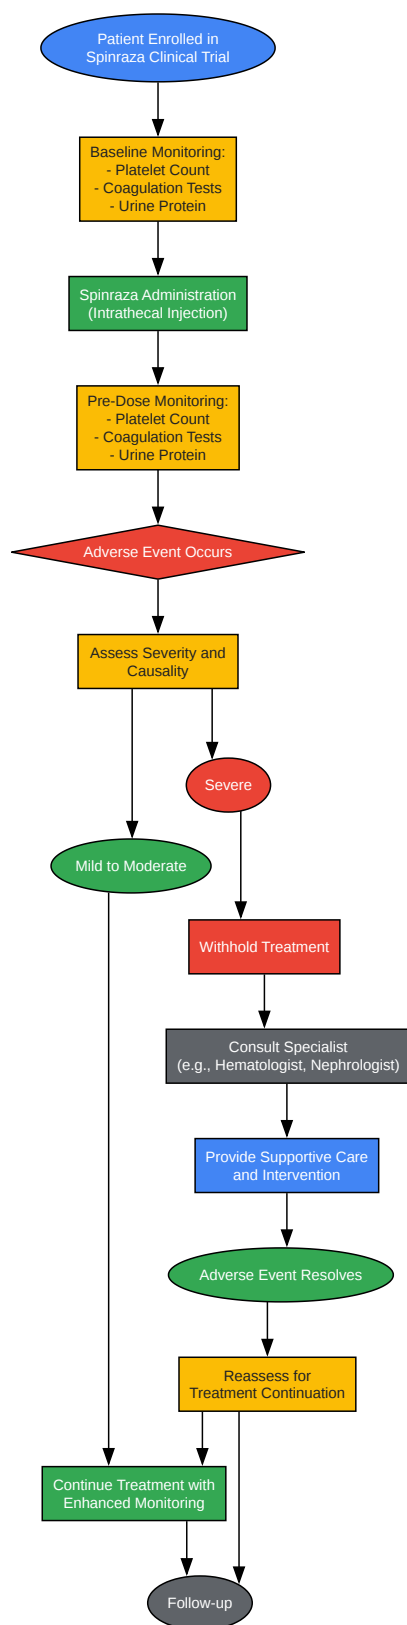 Patient Enrolled in
Spinraza Clinical Trial
Baseline Monitoring:
- Platelet Count
- Coagulation Tests
- Urine Protein
Spinraza Administration
(Intrathecal Injection)
Pre-Dose Monitoring:
- Platelet Count
- Coagulation Tests
- Urine Protein
Adverse Event Occurs
Assess Severity and
Causality
Severe
Mild to Moderate
Withhold Treatment
Consult Specialist
(e.g., Hematologist, Nephrologist)
Provide Supportive Care
and Intervention
Adverse Event Resolves
Reassess for
Treatment Continuation
Continue Treatment with
Enhanced Monitoring
Follow-up